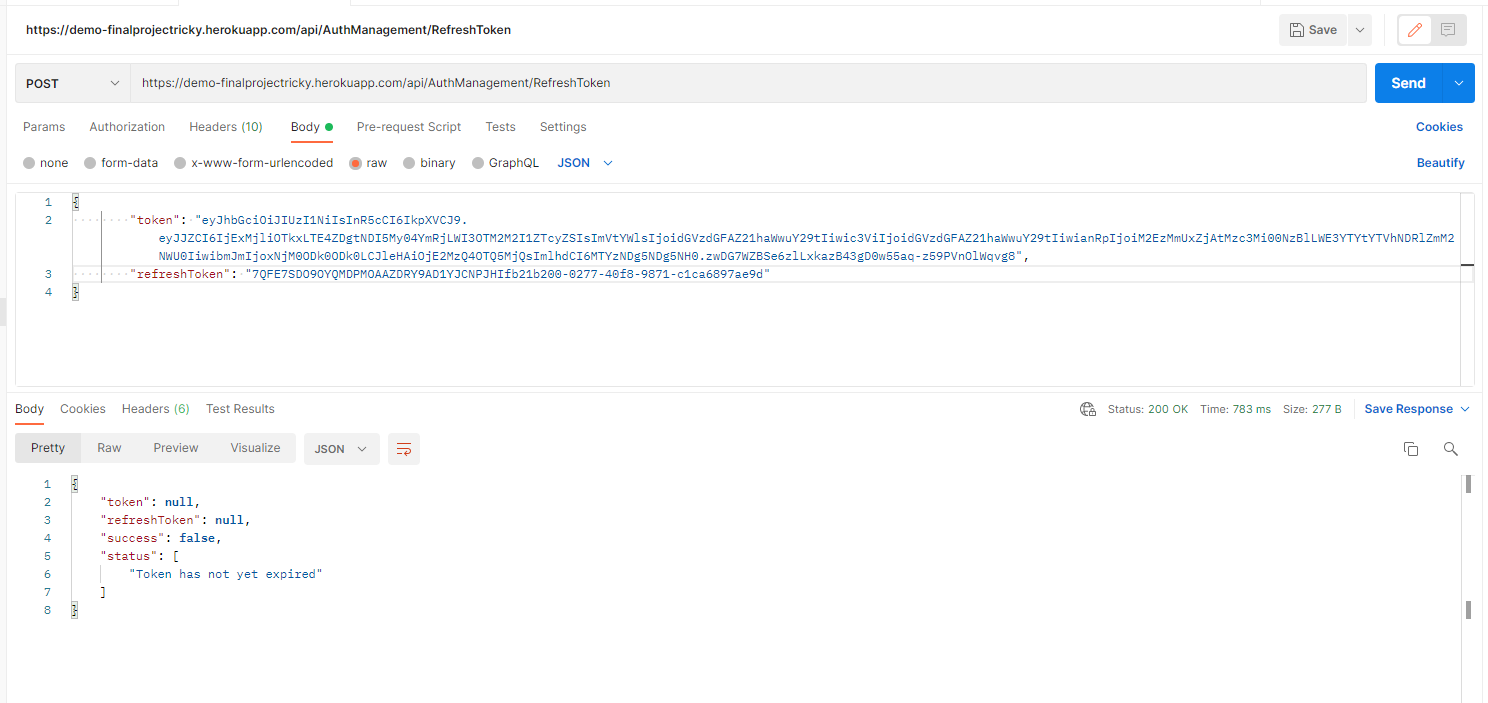 https://demo-finalprojectricky.herokuapp.com/api/AuthManagement/RefreshToken
Save
POST
https://demo-finalprojectricky.herokuapp.com/api/AuthManagement/RefreshToken
Send
Params Authorization Headers (10) Body Pre-request Script Tests Settings Cookies
none form-data x-www-form-urlencoded raw binary GraphQL JSON Beautify
1 {
2 "token": "eyJhbGciOiJIUzI1NiIsInR5cCI6IkpXVCJ9.
eyJJZCI6IjExMjliOTkxLTE4ZDgtNDI5My04YmRjLWI3OTM2M2I1ZTcyZSIsImVtYWlsIjoidGVzdGFAZ21haWwuY29tIiwic3ViIjoidGVzdGFAZ21haWwuY29tIiwianRpIjoiM2EzMmUxZjAtMzc3Mi00NzBlLWE3YTYtYTVhNDRlZmM2
NWU0IiwibmJmIjoxNjM0ODk0ODk0LCJleHAiOjE2MzQ4OTQ5MjQsImlhdCI6MTYzNDg5NDg5NH0.zwDG7WZBSe6zlLxkazB43gD0w55aq-z59PVnOlWqvg8",
3 "refreshToken": "7QFE7SDO9OYQMDPMOAAZDRY9AD1YJCNPJHIfb21b200-0277-40f8-9871-c1ca6897ae9d"
4 }
Body Cookies Headers (6) Test Results Status: 200 OK Time: 783 ms Size: 277 B Save Response
Pretty Raw Preview Visualize JSON
1 {
2 "token": null,
3 "refreshToken": null,
4 "success": false,
5 "status": [
6 "Token has not yet expired"
7 ]
8 }